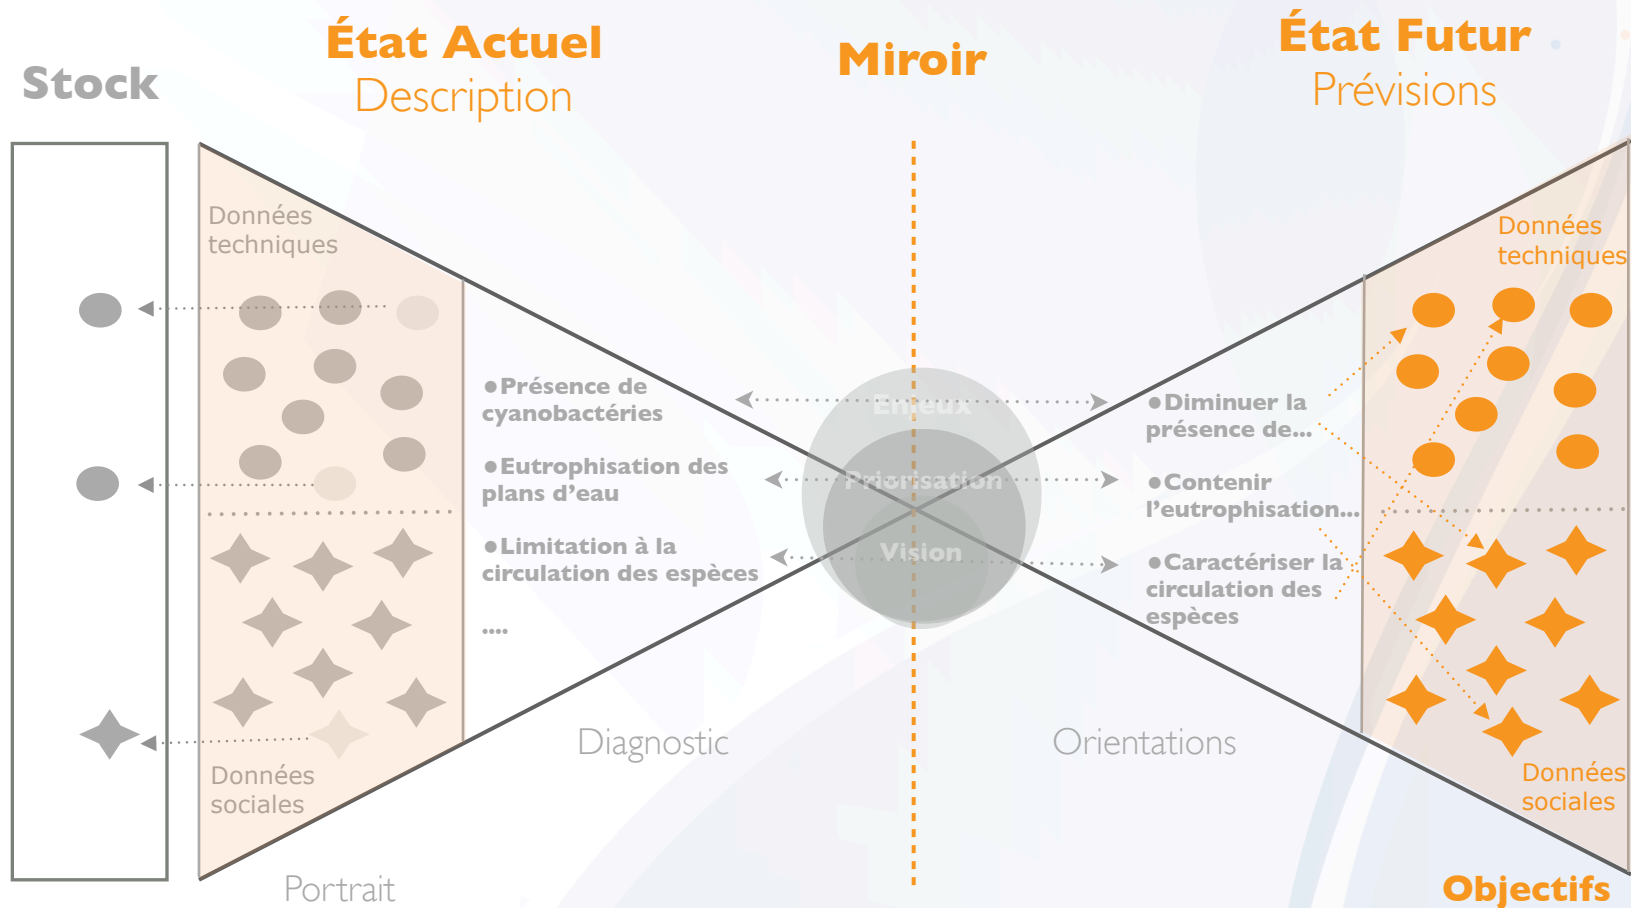 Stock
État Actuel
Description
Miroir
État Futur
Prévisions
Données
techniques
●Présence de
cyanobactéries
●Eutrophisation des
plans d'eau
●Limitation à la
circulation des espèces
....
Données
sociales
Portrait
Diagnostic
Enjeux
Priorisation
Vision
●Diminuer la
présence de...
●Contenir
l'eutrophisation...
●Caractériser la
circulation des
espèces
Orientations
Données
techniques
Données
sociales
Objectifs